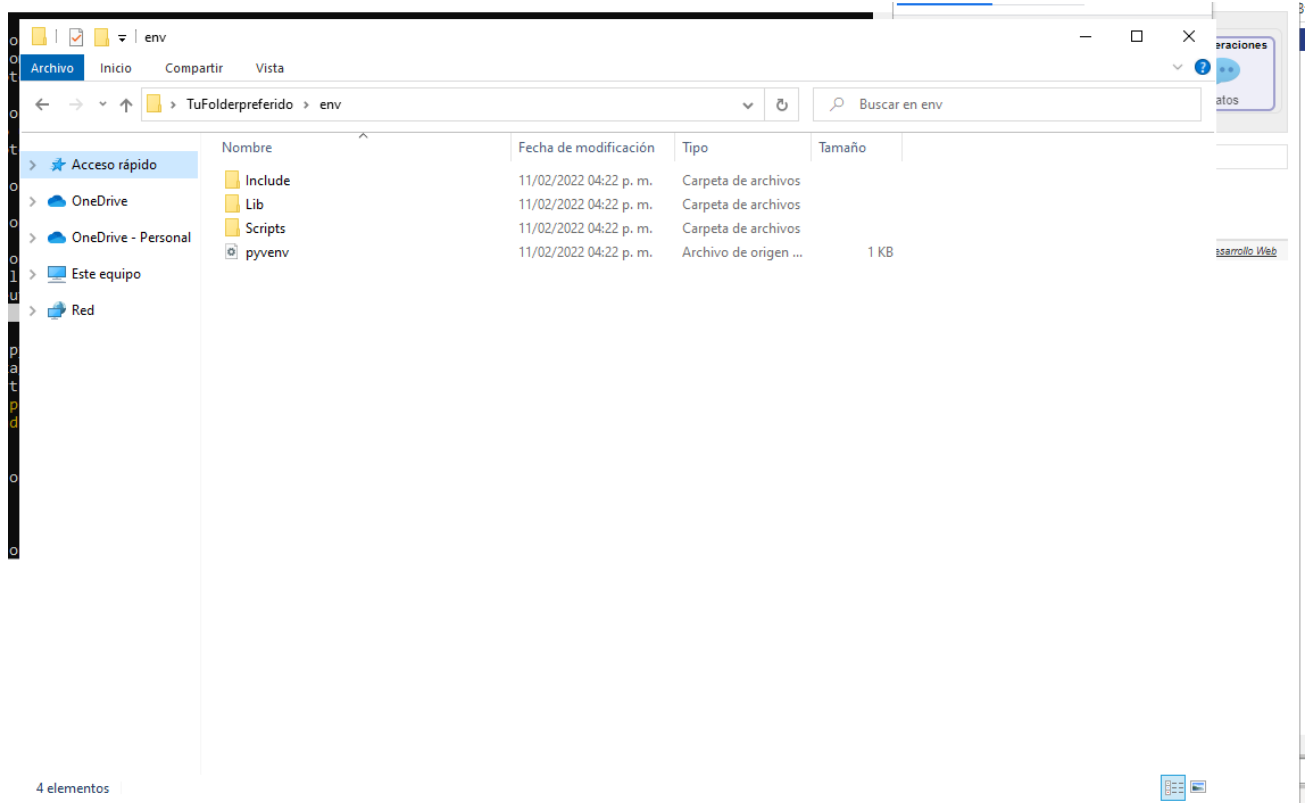 env
Archivo Inicio Compartir Vista
TuFolderpreferido > env
Buscar en env
Nombre Fecha de modificación Tipo Tamaño
Acceso rápido
OneDrive
OneDrive - Personal
Este equipo
Red
Include 11/02/2022 04:22 p. m. Carpeta de archivos
Lib 11/02/2022 04:22 p. m. Carpeta de archivos
Scripts 11/02/2022 04:22 p. m. Carpeta de archivos
pyvenv 11/02/2022 04:22 p. m. Archivo de origen ... 1 KB
4 elementos
eraciones
atos
esarrollo Web